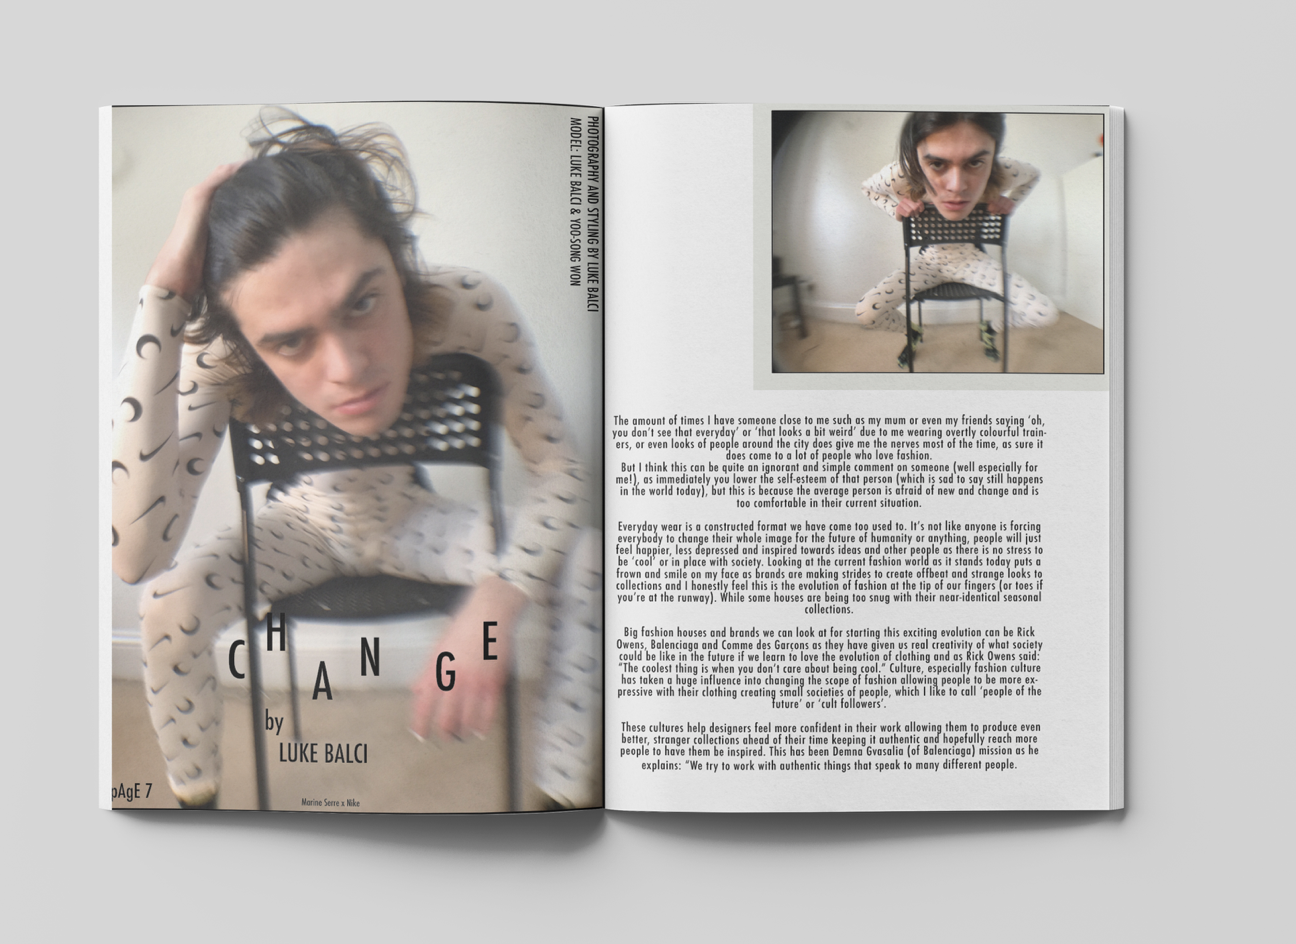 PHOTOGRAPHY AND STYLING BY LUKE BALCI
MODEL: LUKE BALCI & YOO-SONG WON
C H A N G E
by
LUKE BALCI
pAgE 7
Marine Serre x Nike
The amount of times I have someone close to me such as my mum or even my friends saying ‘oh,
you don’t see that everyday’ or ‘that looks a bit weird’ due to me wearing overtly colourful train-
ers, or even looks of people around the city does give me the nerves most of the time, as sure it
does come to a lot of people who love fashion.
But I think this can be quite an ignorant and simple comment on someone (well especially for
me!), as immediately you lower the self-esteem of that person (which is sad to say still happens
in the world today), but this is because the average person is afraid of new and change and is
too comfortable in their current situation.
Everyday wear is a constructed format we have come too used to. It’s not like anyone is forcing
everybody to change their whole image for the future of humanity or anything, people will just
feel happier, less depressed and inspired towards ideas and other people as there is no stress to
be ‘cool’ or in place with society. Looking at the current fashion world as it stands today puts a
frown and smile on my face as brands are making strides to create offbeat and strange looks to
collections and I honestly feel this is the evolution of fashion at the tip of our fingers (or toes if
you’re at the runway). While some houses are being too snug with their near-identical seasonal
collections.
Big fashion houses and brands we can look at for starting this exciting evolution can be Rick
Owens, Balenciaga and Comme des Garçons as they have given us real creativity of what society
could be like in the future if we learn to love the evolution of clothing and as Rick Owens said:
“The coolest thing is when you don’t care about being cool.” Culture, especially fashion culture
has taken a huge influence into changing the scope of fashion allowing people to be more ex-
pressive with their clothing creating small societies of people, which I like to call ‘people of the
future’ or ‘cult followers’.
These cultures help designers feel more confident in their work allowing them to produce even
better, stranger collections ahead of their time keeping it authentic and hopefully reach more
people to have them be inspired. This has been Demna Gvasalia (of Balenciaga) mission as he
explains: “We try to work with authentic things that speak to many different people.